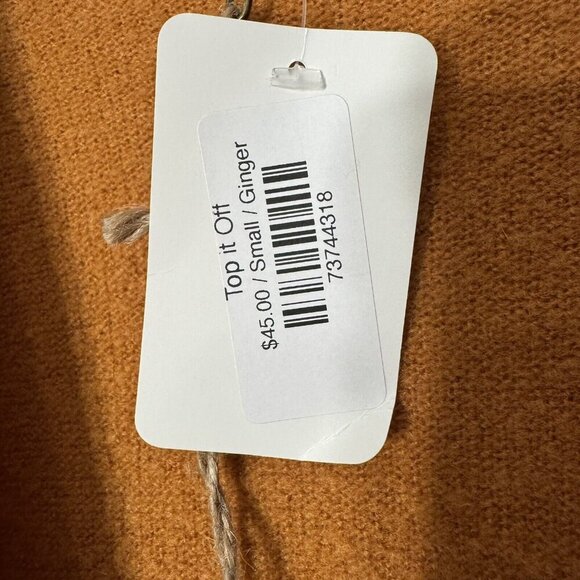 Top it Off
$45.00 / Small / Ginger
73744318